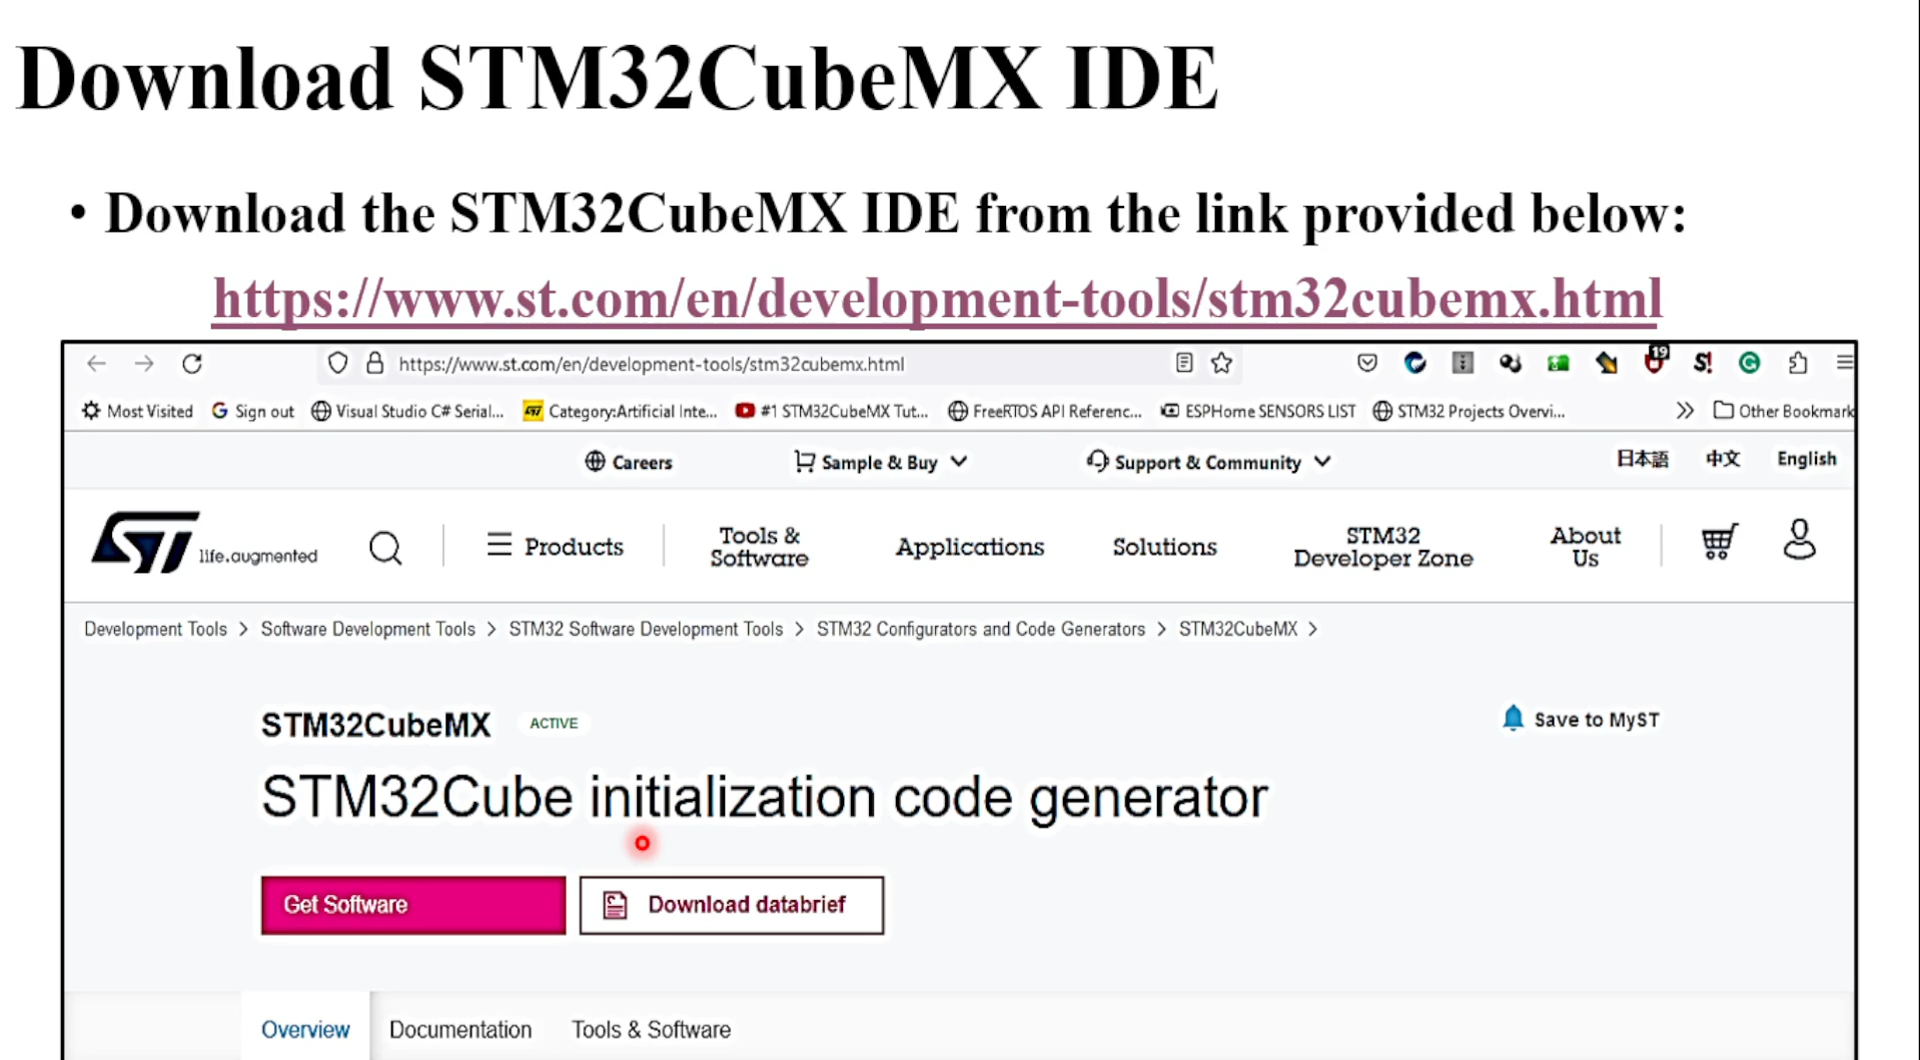 Download STM32CubeMX IDE
• Download the STM32CubeMX IDE from the link provided below:
https://www.st.com/en/development-tools/stm32cubemx.html
https://www.st.com/en/development-tools/stm32cubemx.html
19
S!
Most Visited G Sign out Visual Studio C# Serial... Category:Artificial Inte... #1 STM32CubeMX Tut... FreeRTOS API Referenc... ESPHome SENSORS LIST STM32 Projects Overvi... Other Bookmark
Careers Sample & Buy Support & Community 日本語 中文 English
ST life.augmented Products Tools & Software Applications Solutions STM32 Developer Zone About Us
Development Tools > Software Development Tools > STM32 Software Development Tools > STM32 Configurators and Code Generators > STM32CubeMX >
STM32CubeMX ACTIVE Save to MyST
STM32Cube initialization code generator
Get Software Download databrief
Overview Documentation Tools & Software